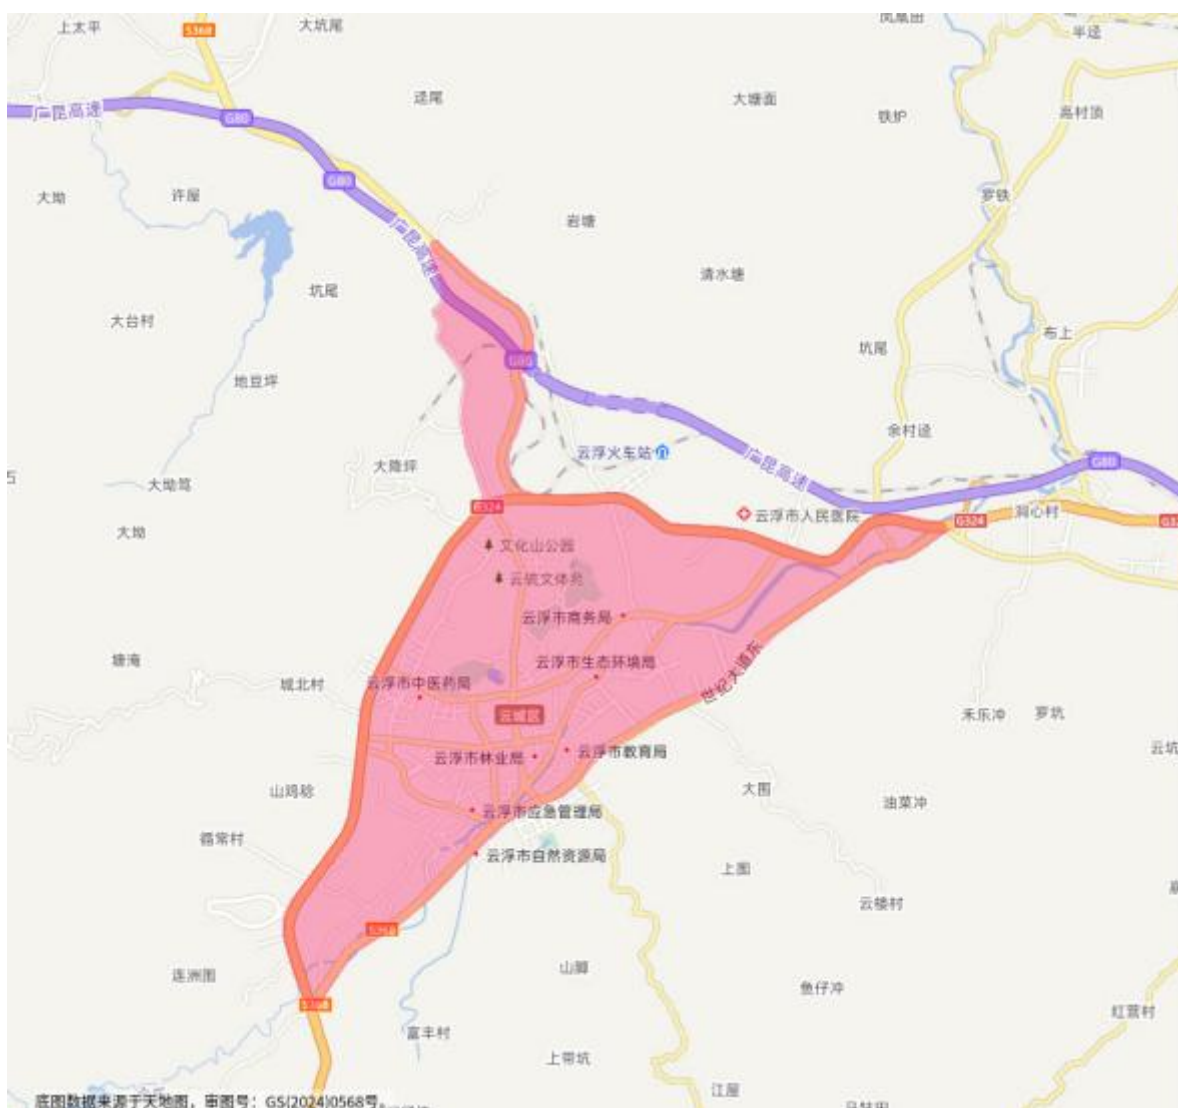 上太平
S368
大坑尾
凤凰田
半迳
广昆高速
G80
迳尾
大塘面
铁炉
高村顶
G80
大坳
许屋
罗铁
广昆高速
岩塘
坑尾
清水塘
大台村
布上
坑尾
G80
地豆坪
余村迳
云浮火车站
大降坪
广昆高速
G80
石
大坳笃
G324
云浮市人民医院
G324
洞心村
G32
大坳
文化山公园
云硫文体苑
云浮市商务局
塘淹
云浮市生态环境局
世纪大道东
城北村
云浮市中医药局
云城区
禾乐冲
罗坑
云坑
云浮市林业局
云浮市教育局
山鸡硓
大围
油菜冲
云浮市应急管理局
循常村
云浮市自然资源局
上围
云楼村
S368
连洲围
山脚
鱼仔冲
S368
红营村
富丰村
上带坑
江屋
底图数据来源于天地图，审图号：GS(2024)0568号。